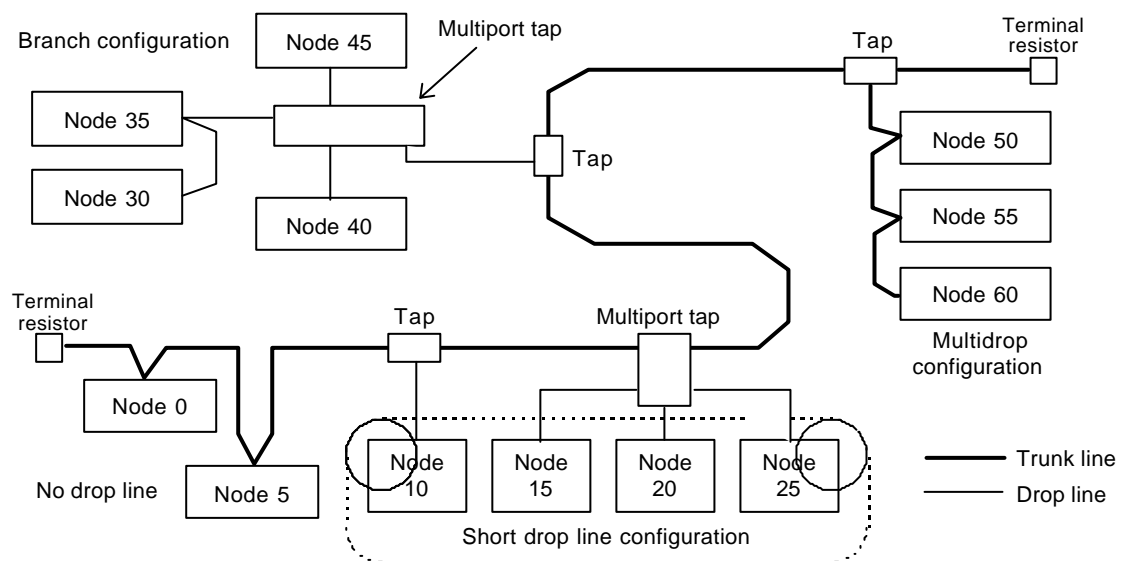 Branch configuration
Node 45
Multiport tap
Tap
Terminal
resistor
Node 35
Node 50
Tap
Node 30
Node 40
Node 55
Node 60
Terminal
resistor
Tap
Multiport tap
Multidrop
configuration
Node 0
Node
10
Node
15
Node
20
Node
25
Trunk line
No drop line
Node 5
Drop line
Short drop line configuration